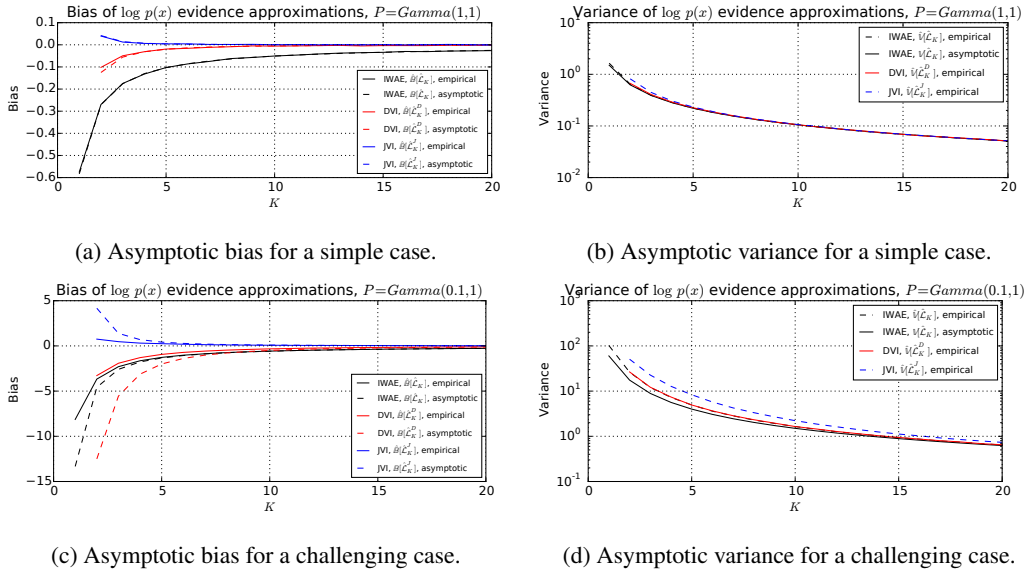 Bias of log p(x) evidence approximations, P=Gamma(1,1)
0.1
0.0
−0.1
−0.2
−0.3
−0.4
−0.5
−0.6
Bias
0 5 10 15 20
K
IWAE, 𝔹̂[ℒ̂_K], empirical
IWAE, 𝔹[ℒ̂_K], asymptotic
DVI, 𝔹̂[ℒ̂_K^D], empirical
DVI, 𝔹[ℒ̂_K^D], asymptotic
JVI, 𝔹̂[ℒ̂_K^J], empirical
JVI, 𝔹[ℒ̂_K^J], asymptotic
(a) Asymptotic bias for a simple case.
Variance of log p(x) evidence approximations, P=Gamma(1,1)
10^1
10^0
10^-1
10^-2
Variance
0 5 10 15 20
K
IWAE, 𝕍̂[ℒ̂_K], empirical
IWAE, 𝕍[ℒ̂_K], asymptotic
DVI, 𝕍̂[ℒ̂_K^D], empirical
JVI, 𝕍̂[ℒ̂_K^J], empirical
(b) Asymptotic variance for a simple case.
Bias of log p(x) evidence approximations, P=Gamma(0.1,1)
5
0
−5
−10
−15
Bias
0 5 10 15 20
K
IWAE, 𝔹̂[ℒ̂_K], empirical
IWAE, 𝔹[ℒ̂_K], asymptotic
DVI, 𝔹̂[ℒ̂_K^D], empirical
DVI, 𝔹[ℒ̂_K^D], asymptotic
JVI, 𝔹̂[ℒ̂_K^J], empirical
JVI, 𝔹[ℒ̂_K^J], asymptotic
(c) Asymptotic bias for a challenging case.
Variance of log p(x) evidence approximations, P=Gamma(0.1,1)
10^3
10^2
10^1
10^0
10^-1
Variance
0 5 10 15 20
K
IWAE, 𝕍̂[ℒ̂_K], empirical
IWAE, 𝕍[ℒ̂_K], asymptotic
DVI, 𝕍̂[ℒ̂_K^D], empirical
JVI, 𝕍̂[ℒ̂_K^J], empirical
(d) Asymptotic variance for a challenging case.